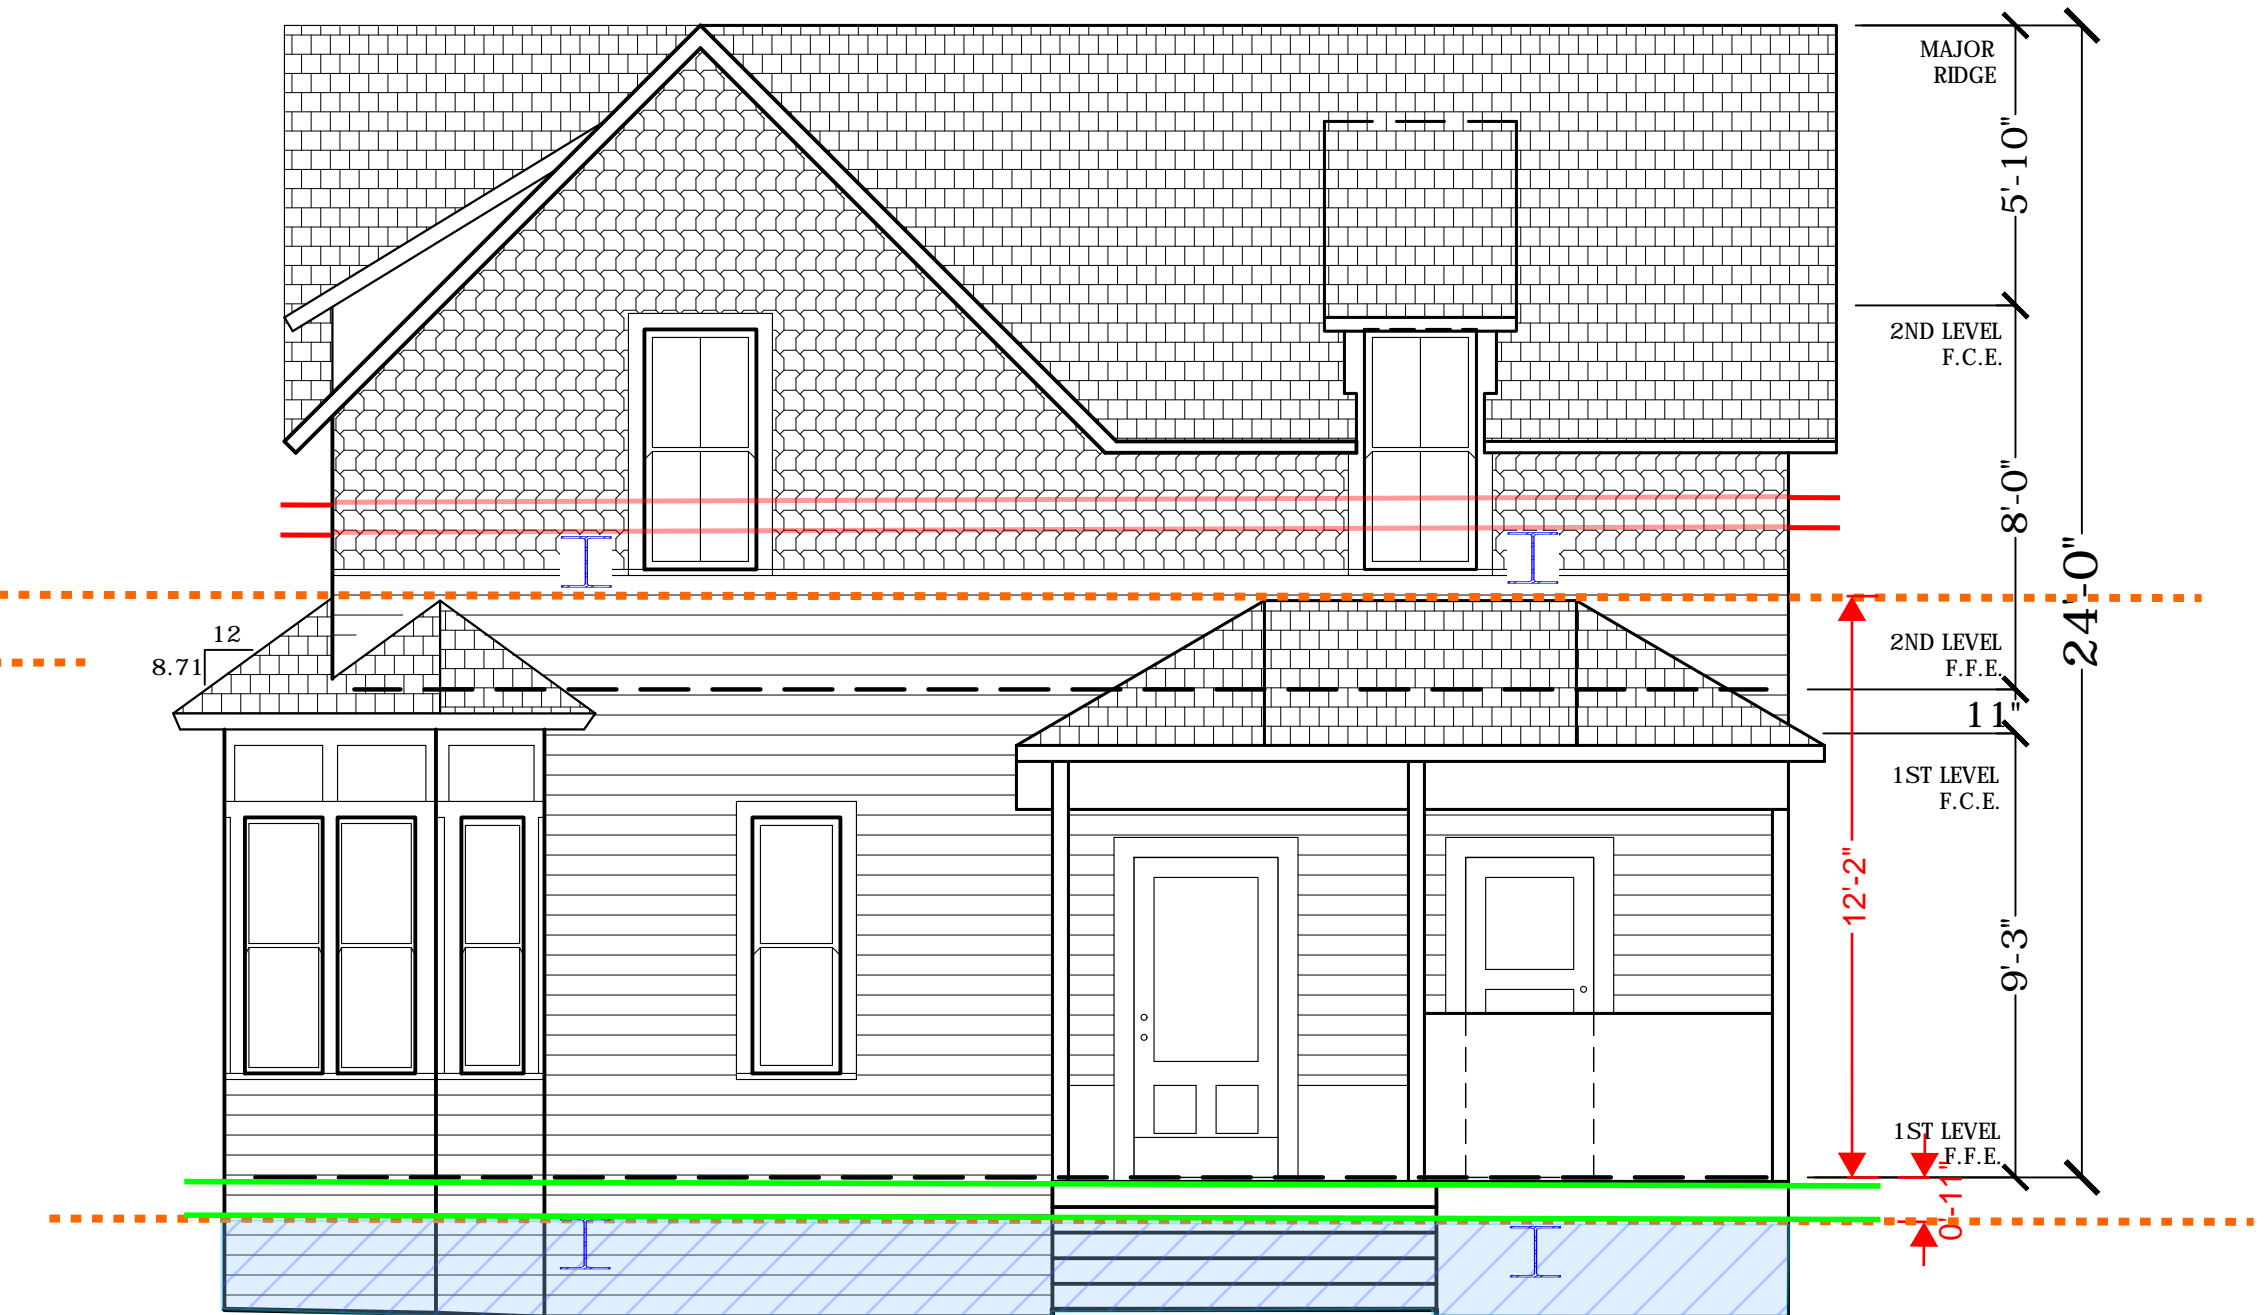 MAJOR
RIDGE
5'-10"
2ND LEVEL
F.C.E.
8'-0"
24'-0"
12
8.71
2ND LEVEL
F.F.E.
11"
1ST LEVEL
F.C.E.
12'-2"
9'-3"
1ST LEVEL
F.F.E.
0'-11"